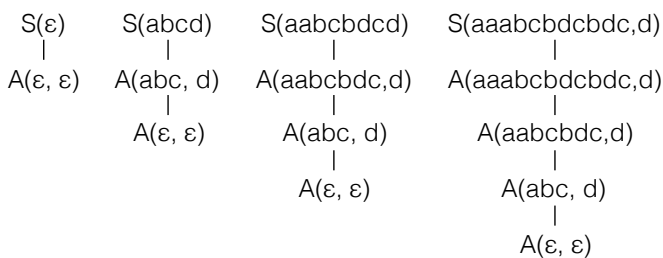 S(ε) S(abcd) S(aabcbdcd) S(aaabcbdcbdc,d)
A(ε, ε) A(abc, d) A(aabcbdc,d) A(aaabcbdcbdc,d)
A(ε, ε) A(abc, d) A(aabcbdc,d)
A(ε, ε) A(abc, d)
A(ε, ε)